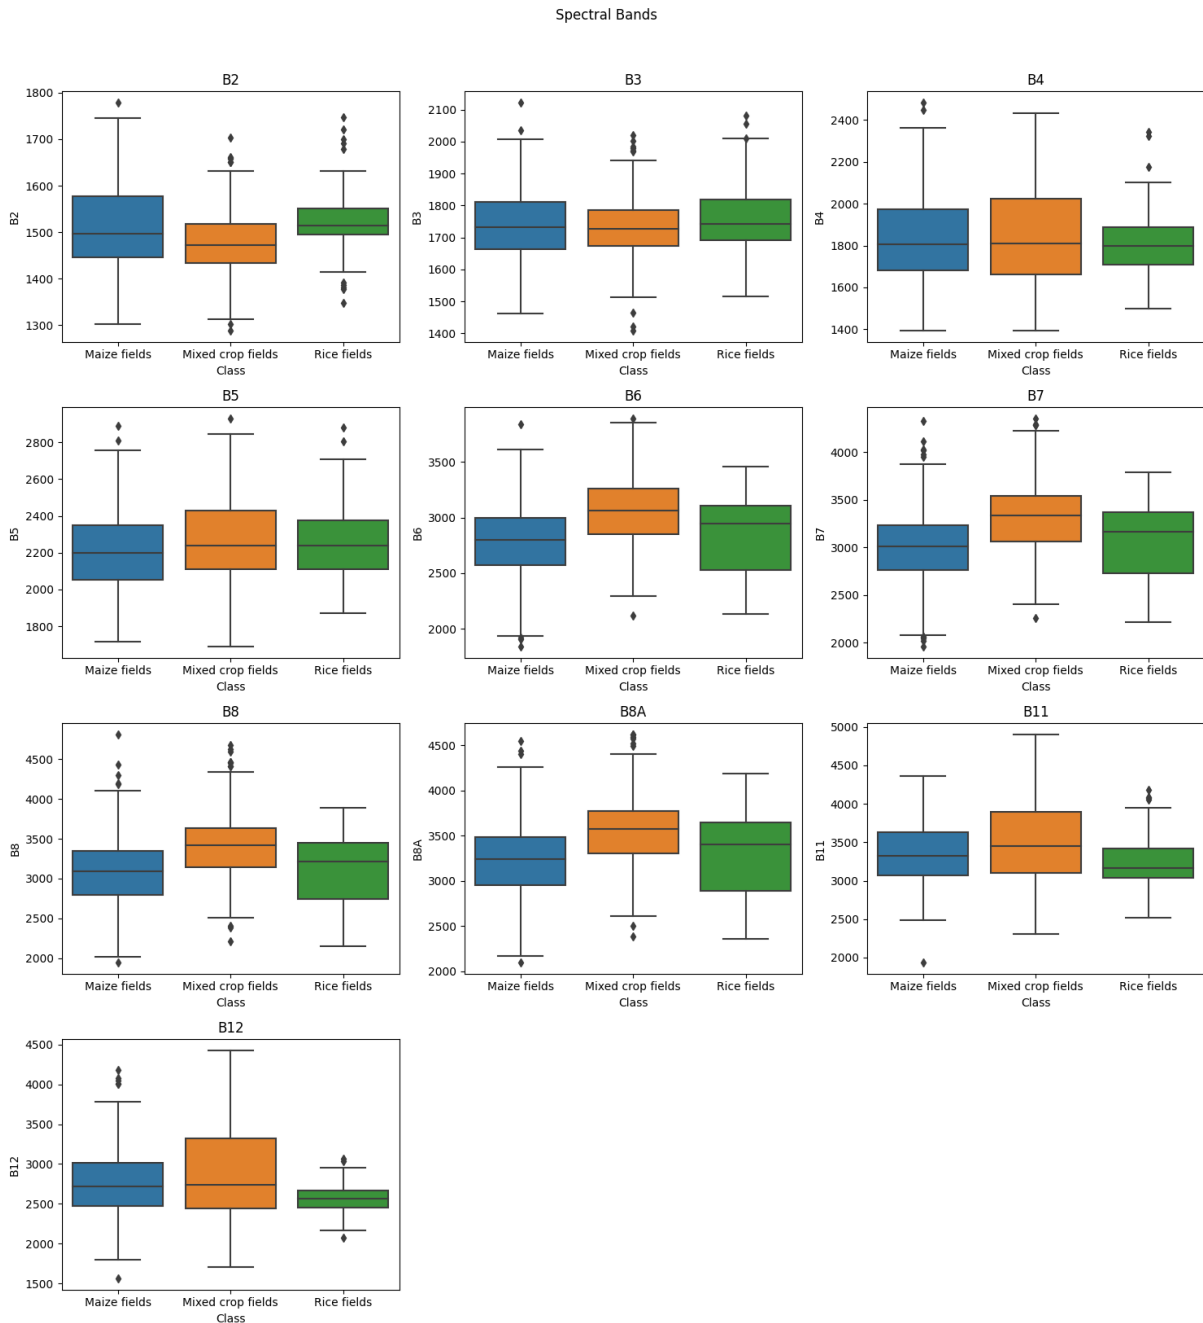 Spectral Bands
B2
B2
1800
1700
1600
1500
1400
1300
Maize fields Mixed crop fields Rice fields
Class
B3
B3
2100
2000
1900
1800
1700
1600
1500
1400
Maize fields Mixed crop fields Rice fields
Class
B4
B4
2400
2200
2000
1800
1600
1400
Maize fields Mixed crop fields Rice fields
Class
B5
B5
2800
2600
2400
2200
2000
1800
Maize fields Mixed crop fields Rice fields
Class
B6
B6
3500
3000
2500
2000
Maize fields Mixed crop fields Rice fields
Class
B7
B7
4000
3500
3000
2500
2000
Maize fields Mixed crop fields Rice fields
Class
B8
B8
4500
4000
3500
3000
2500
2000
Maize fields Mixed crop fields Rice fields
Class
B8A
B8A
4500
4000
3500
3000
2500
2000
Maize fields Mixed crop fields Rice fields
Class
B11
B11
5000
4500
4000
3500
3000
2500
2000
Maize fields Mixed crop fields Rice fields
Class
B12
B12
4500
4000
3500
3000
2500
2000
1500
Maize fields Mixed crop fields Rice fields
Class